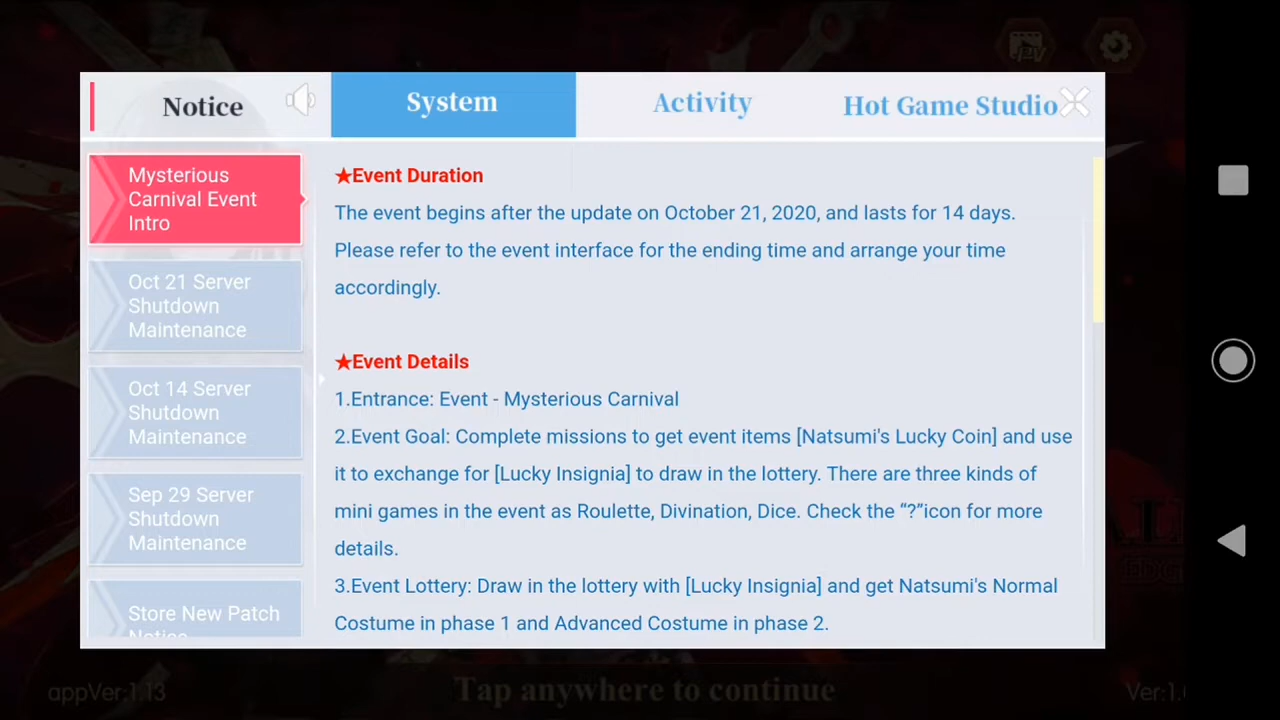 Notice
System
Activity
Hot Game Studio
Mysterious
Carnival Event
Intro
Oct 21 Server
Shutdown
Maintenance
Oct 14 Server
Shutdown
Maintenance
Sep 29 Server
Shutdown
Maintenance
Store New Patch
Notice
★Event Duration
The event begins after the update on October 21, 2020, and lasts for 14 days.
Please refer to the event interface for the ending time and arrange your time
accordingly.
★Event Details
1.Entrance: Event - Mysterious Carnival
2.Event Goal: Complete missions to get event items [Natsumi's Lucky Coin] and use
it to exchange for [Lucky Insignia] to draw in the lottery. There are three kinds of
mini games in the event as Roulette, Divination, Dice. Check the “?”icon for more
details.
3.Event Lottery: Draw in the lottery with [Lucky Insignia] and get Natsumi's Normal
Costume in phase 1 and Advanced Costume in phase 2.
appVer:1.13
Tap anywhere to continue